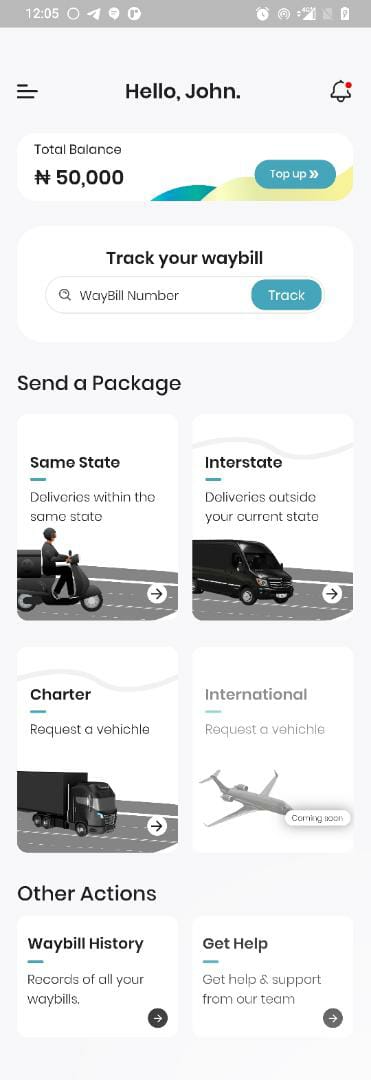 12:05
4G
Hello, John.
Total Balance
₦ 50,000
Top up
Track your waybill
WayBill Number
Track
Send a Package
Same State
Deliveries within the
same state
Interstate
Deliveries outside
your current state
Charter
Request a vehichle
International
Request a vehichle
Coming soon
Other Actions
Waybill History
Records of all your
waybills.
Get Help
Get help & support
from our team